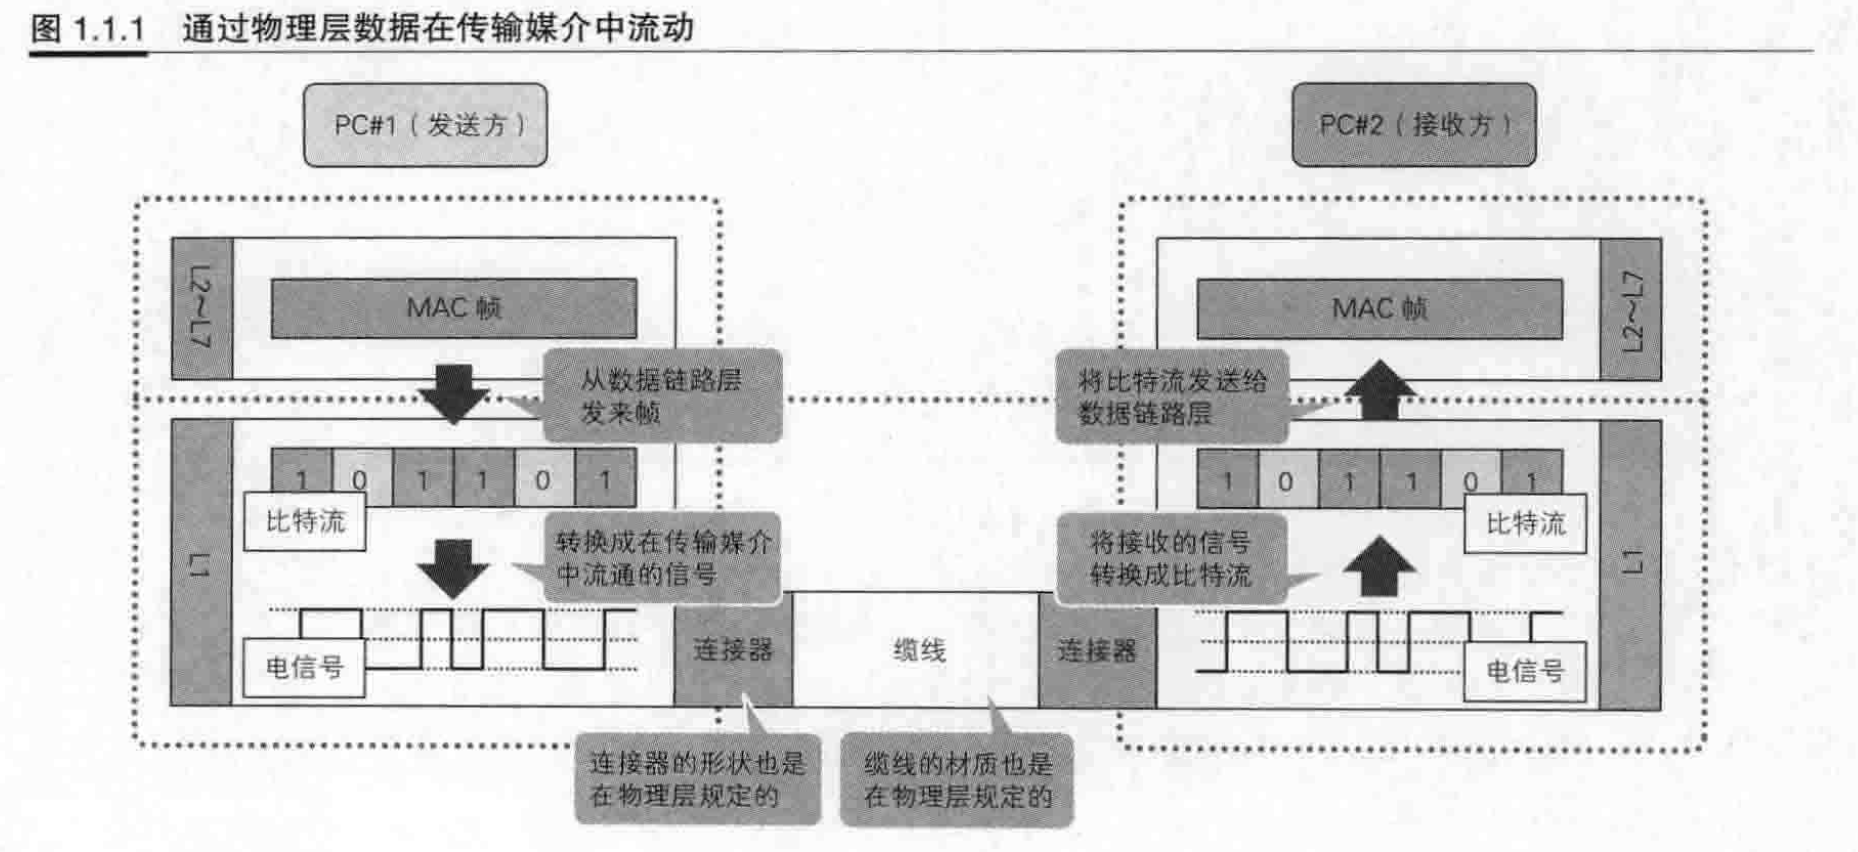 图 1.1.1 通过物理层数据在传输媒介中流动
PC#1（发送方）
PC#2（接收方）
L2～L7
MAC 帧
MAC 帧
L2～L7
从数据链路层
发来帧
将比特流发送给
数据链路层
L1
1 0 1 1 0 1
比特流
1 0 1 1 0 1
比特流
L1
转换成在传输媒介
中流通的信号
将接收的信号
转换成比特流
电信号
连接器
缆线
连接器
电信号
连接器的形状也是
在物理层规定的
缆线的材质也是
在物理层规定的